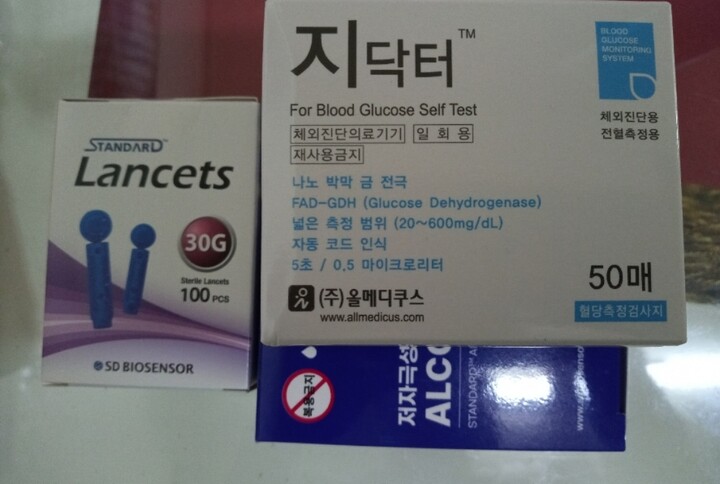 지닥터™
For Blood Glucose Self Test
체외진단의료기기 일회용
재사용금지
나노 박막 금 전극
FAD-GDH (Glucose Dehydrogenase)
넓은 측정 범위 (20~600mg/dL)
자동 코드 인식
5초 / 0.5 마이크로리터
(주)올메디쿠스
www.allmedicus.com
BLOOD
GLUCOSE
MONITORING
SYSTEM
체외진단용
전혈측정용
50매
혈당측정검사지
STANDARD™
Lancets
30G
Sterile Lancets
100 PCS
SD BIOSENSOR
복용금지
저자극성
ALCO
STANDARD™ A